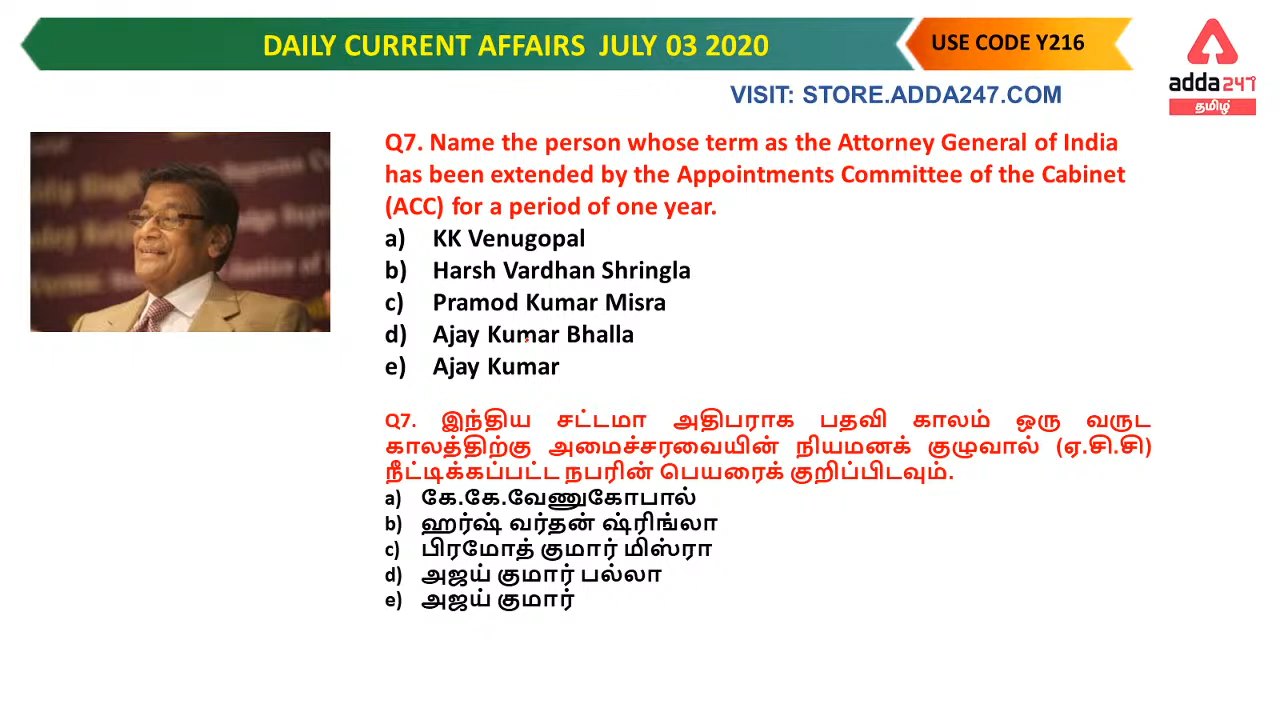 DAILY CURRENT AFFAIRS JULY 03 2020
USE CODE Y216
adda247
தமிழ்
VISIT: STORE.ADDA247.COM
Q7. Name the person whose term as the Attorney General of India
has been extended by the Appointments Committee of the Cabinet
(ACC) for a period of one year.
a) KK Venugopal
b) Harsh Vardhan Shringla
c) Pramod Kumar Misra
d) Ajay Kumar Bhalla
e) Ajay Kumar
Q7. இந்திய சட்டமா அதிபராக பதவி காலம் ஒரு வருட
காலத்திற்கு அமைச்சரவையின் நியமனக் குழுவால் (ஏ.சி.சி)
நீட்டிக்கப்பட்ட நபரின் பெயரைக் குறிப்பிடவும்.
a) கே.கே.வேணுகோபால்
b) ஹர்ஷ் வர்தன் ஷ்ரிங்லா
c) பிரமோத் குமார் மிஸ்ரா
d) அஜய் குமார் பல்லா
e) அஜய் குமார்